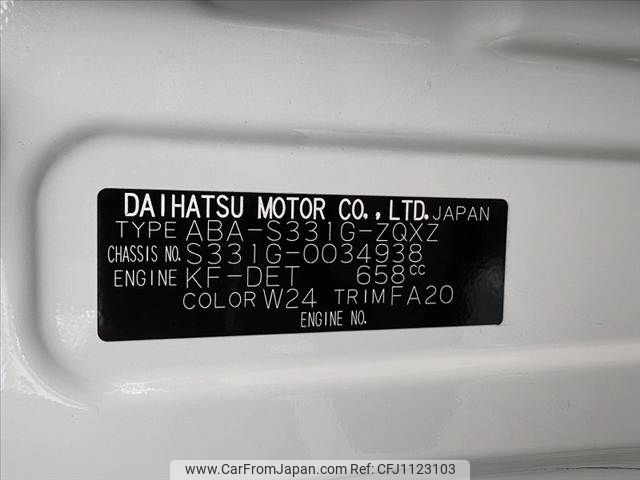 DAIHATSU MOTOR CO., LTD. JAPAN
TYPE ABA-S331G-ZQXZ
CHASSIS NO. S331G-0034938
ENGINE KF-DET 658cc
COLOR W24 TRIM FA20
ENGINE NO.
www.CarFromJapan.com - Ref: CFJ1123103